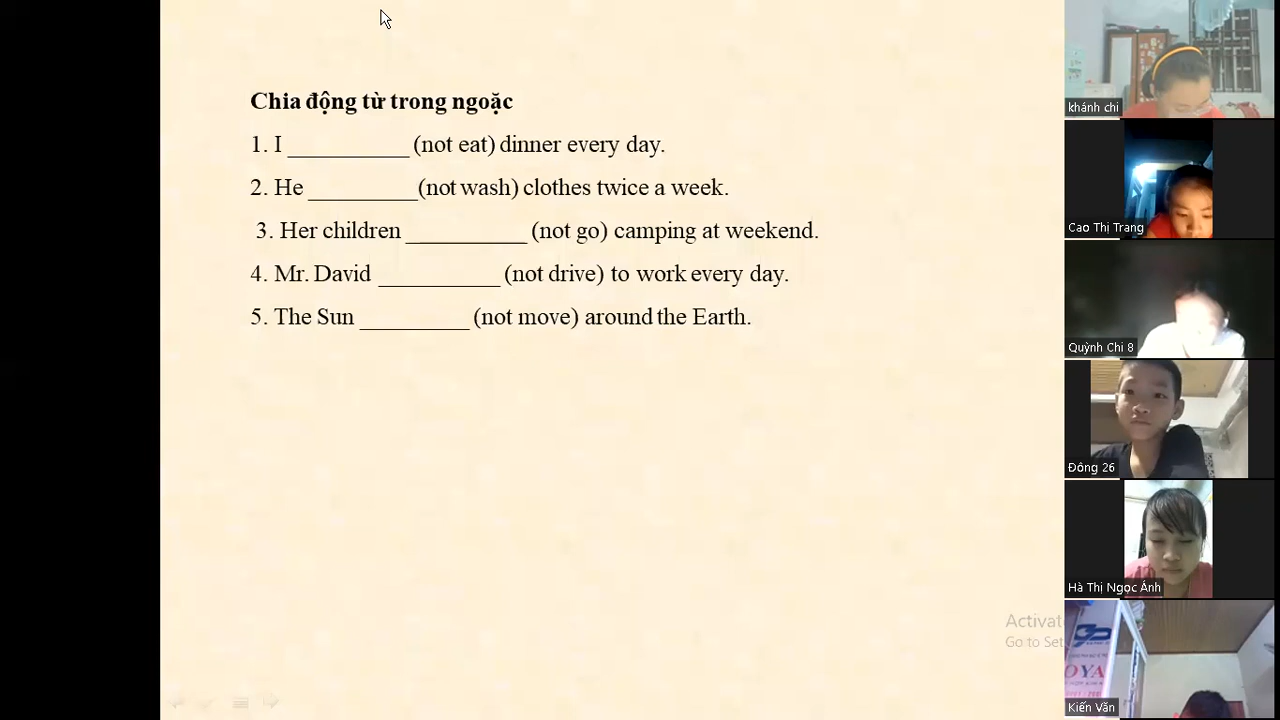 Chia động từ trong ngoặc
1. I __________ (not eat) dinner every day.
2. He _________(not wash) clothes twice a week.
3. Her children __________ (not go) camping at weekend.
4. Mr. David __________ (not drive) to work every day.
5. The Sun _________ (not move) around the Earth.
Activat
Go to Set
khánh chi
Cao Thị Trang
Quỳnh Chi 8
Đông 26
Hà Thị Ngọc Ánh
OYA
Kiến Văn